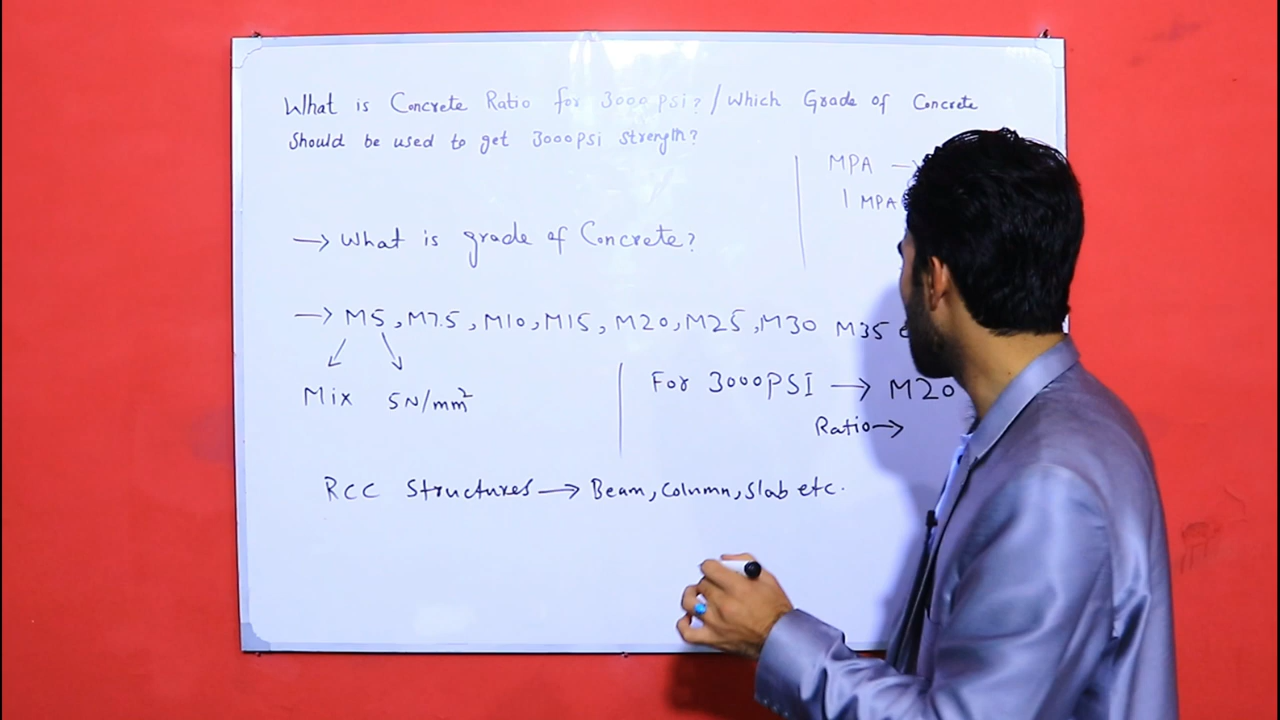 What is Concrete Ratio for 3000 PSi? / Which Grade of Concrete
Should be used to get 3000PSi Strength?
MPA →
1 MPA
→ What is grade of Concrete?
→ M5, M7.5, M10, M15, M20, M25, M30 M35
Mix 5N/mm²
For 3000PSI → M20
Ratio →
RCC Structures → Beam, Column, Slab etc.